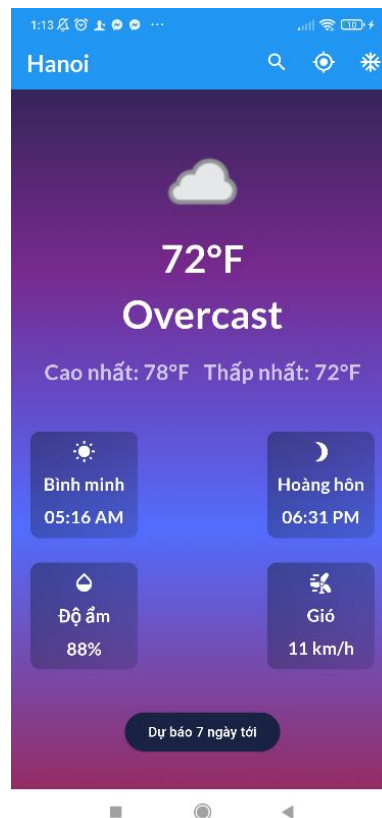 1:13
10
Hanoi
72°F
Overcast
Cao nhất: 78°F Thấp nhất: 72°F
Bình minh
05:16 AM
Hoàng hôn
06:31 PM
Độ ẩm
88%
Gió
11 km/h
Dự báo 7 ngày tới